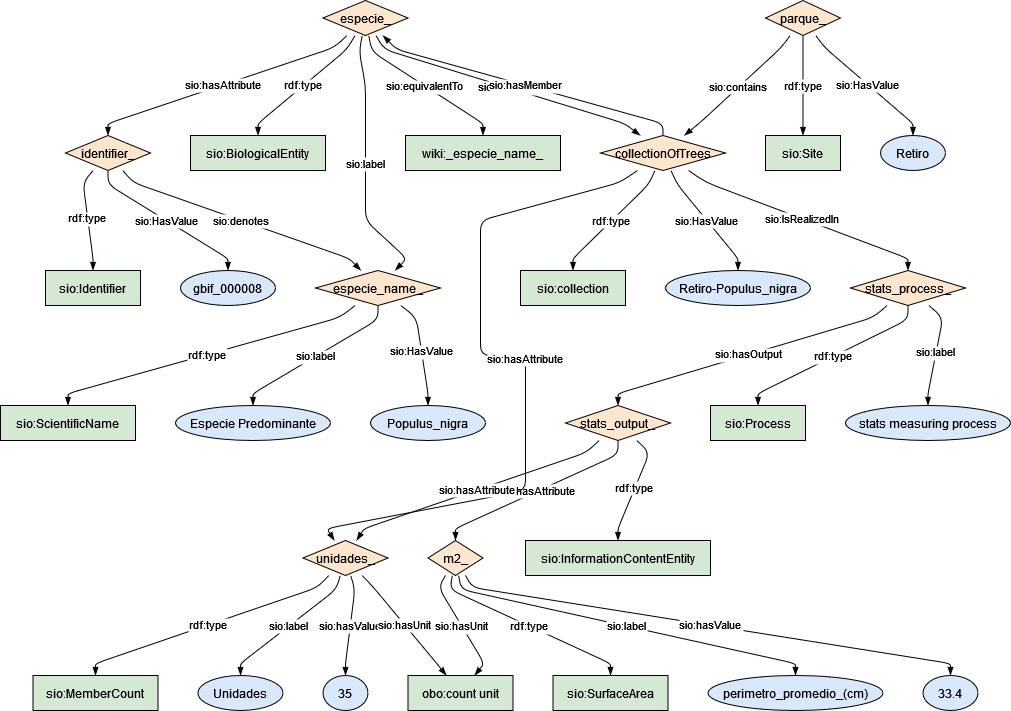 especie_
parque_
sio:hasAttribute
rdf:type
sio:equivalentTo
sio:hasMember
sio:contains
rdf:type
sio:HasValue
identifier_
sio:BiologicalEntity
sio:label
wiki:_especie_name_
collectionOfTrees
sio:Site
Retiro
rdf:type
sio:HasValue
sio:denotes
rdf:type
sio:HasValue
sio:IsRealizedIn
sio:Identifier
gbif_000008
especie_name_
sio:collection
Retiro-Populus_nigra
stats_process_
rdf:type
sio:label
sio:HasValue
sio:hasAttribute
sio:hasOutput
rdf:type
sio:label
sio:ScientificName
Especie Predominante
Populus_nigra
stats_output_
sio:Process
stats measuring process
sio:hasAttribute
hasAttribute
rdf:type
unidades_
m2_
sio:InformationContentEntity
rdf:type
sio:label
sio:hasValue
sio:hasUnit
sio:hasUnit
rdf:type
sio:label
sio:hasValue
sio:MemberCount
Unidades
35
obo:count unit
sio:SurfaceArea
perimetro_promedio_(cm)
33.4